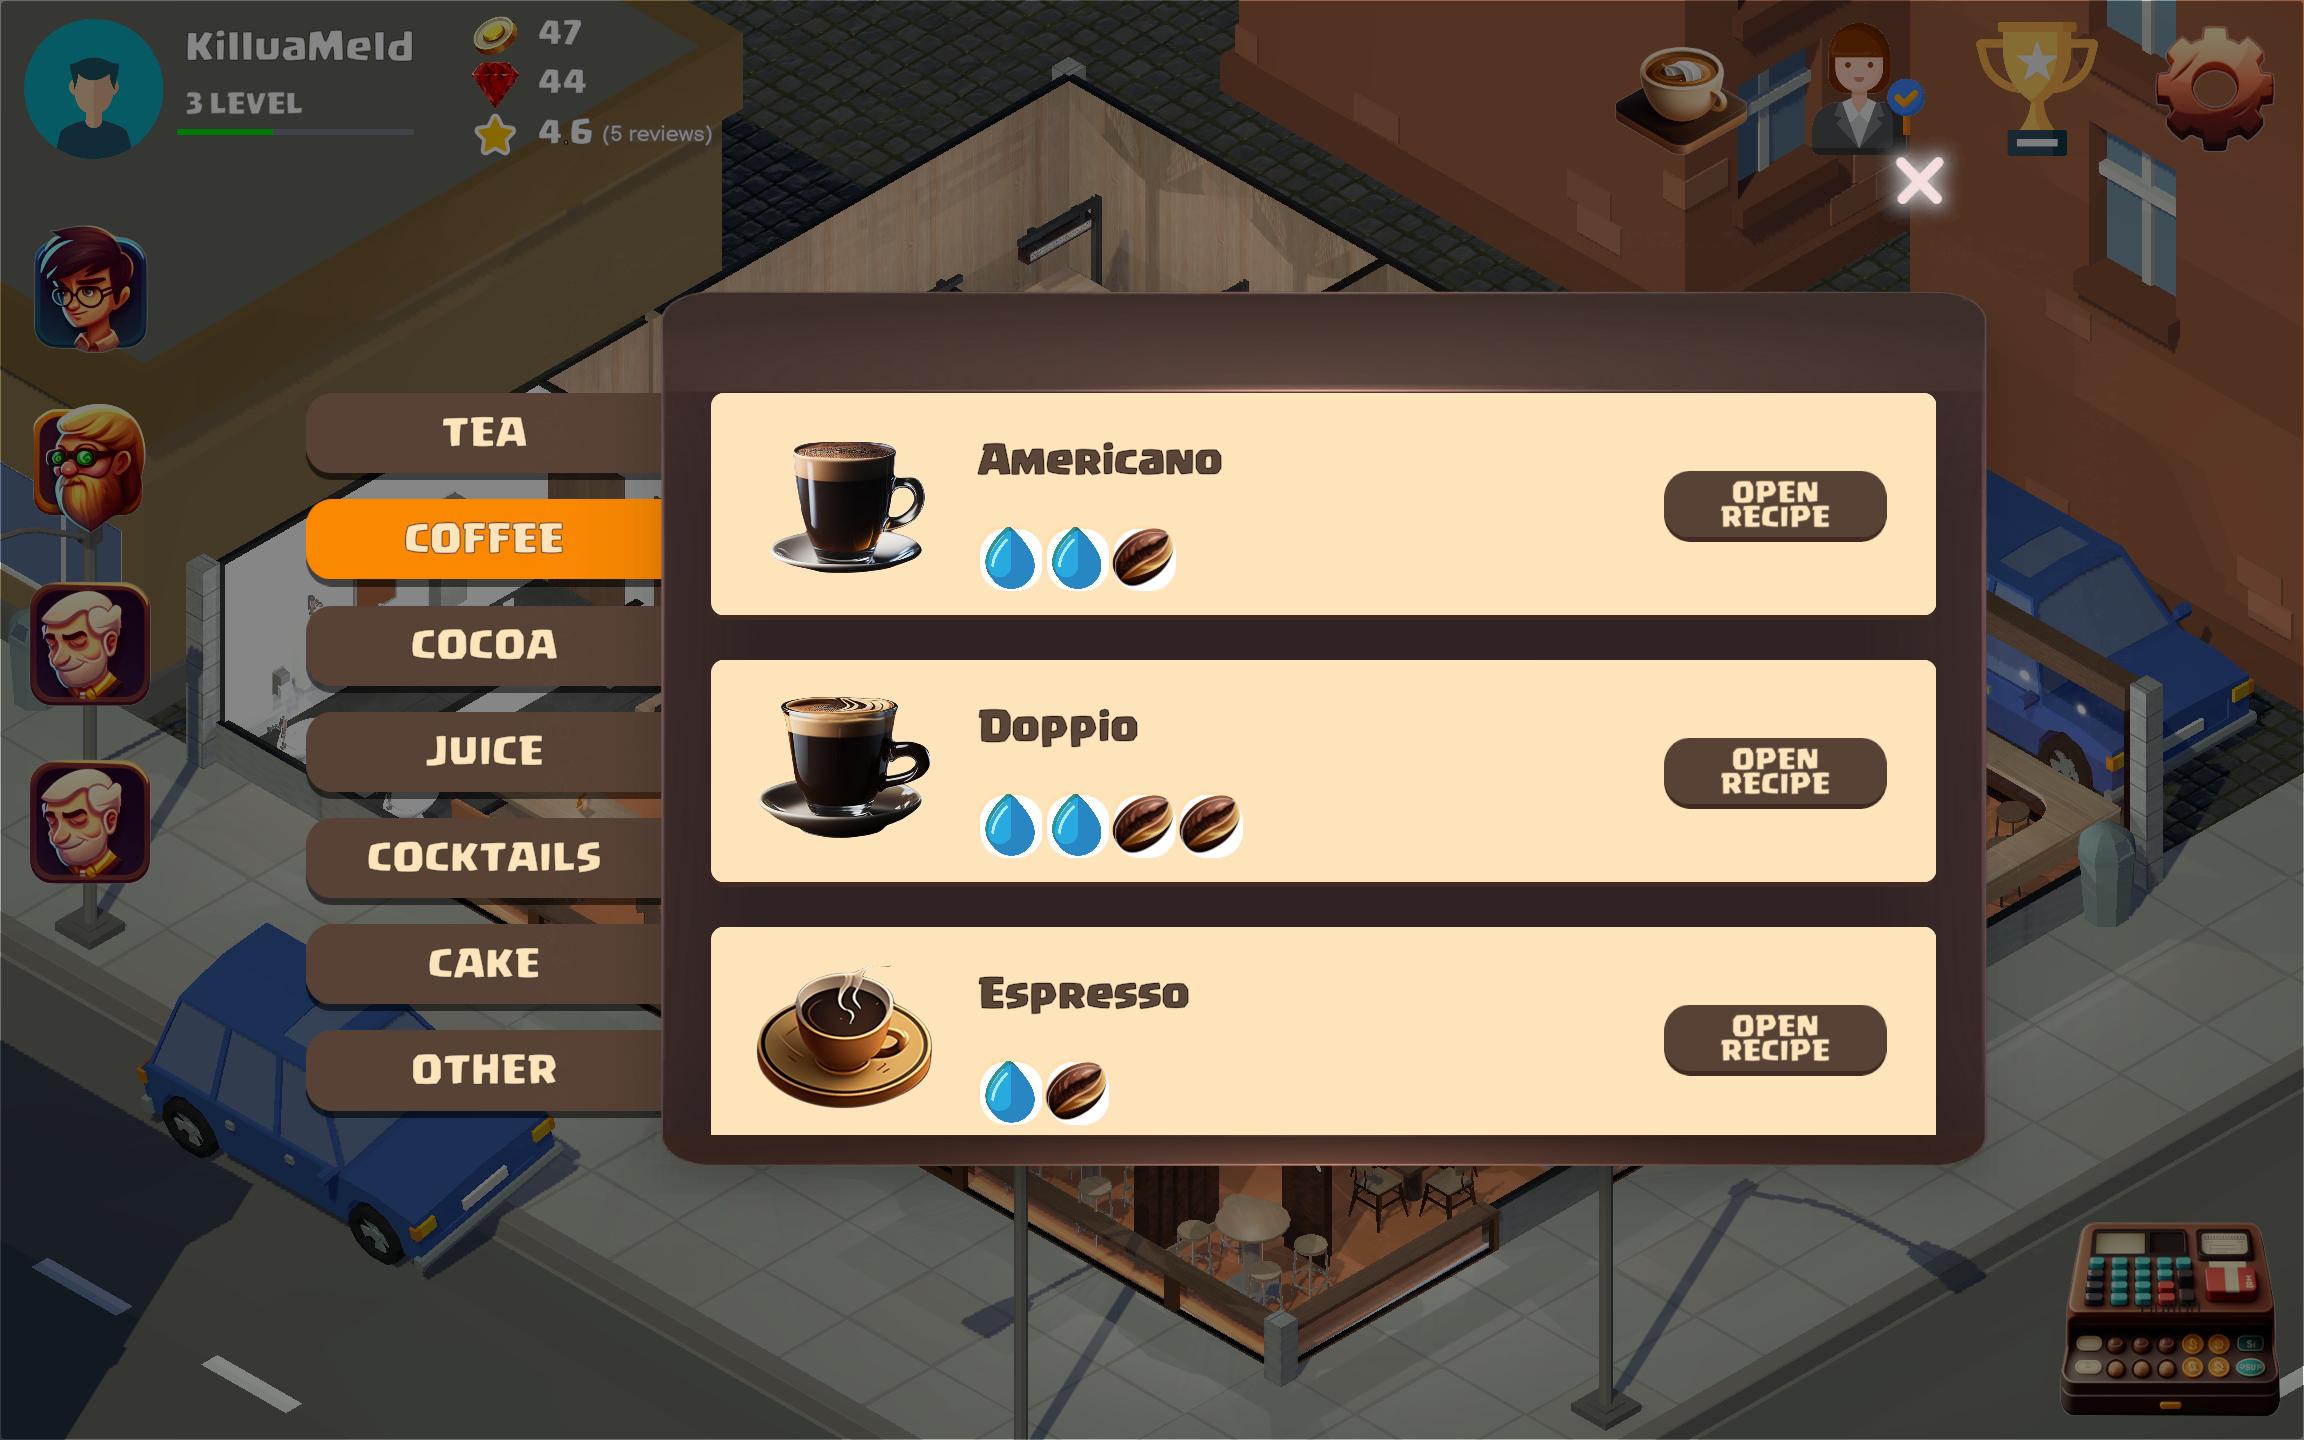 KilluaMeld
3 LEVEL
47
44
4.6 (5 reviews)
TEA
COFFEE
COCOA
JUICE
COCKTAILS
CAKE
OTHER
Americano
OPEN
RECIPE
Doppio
OPEN
RECIPE
Espresso
OPEN
RECIPE